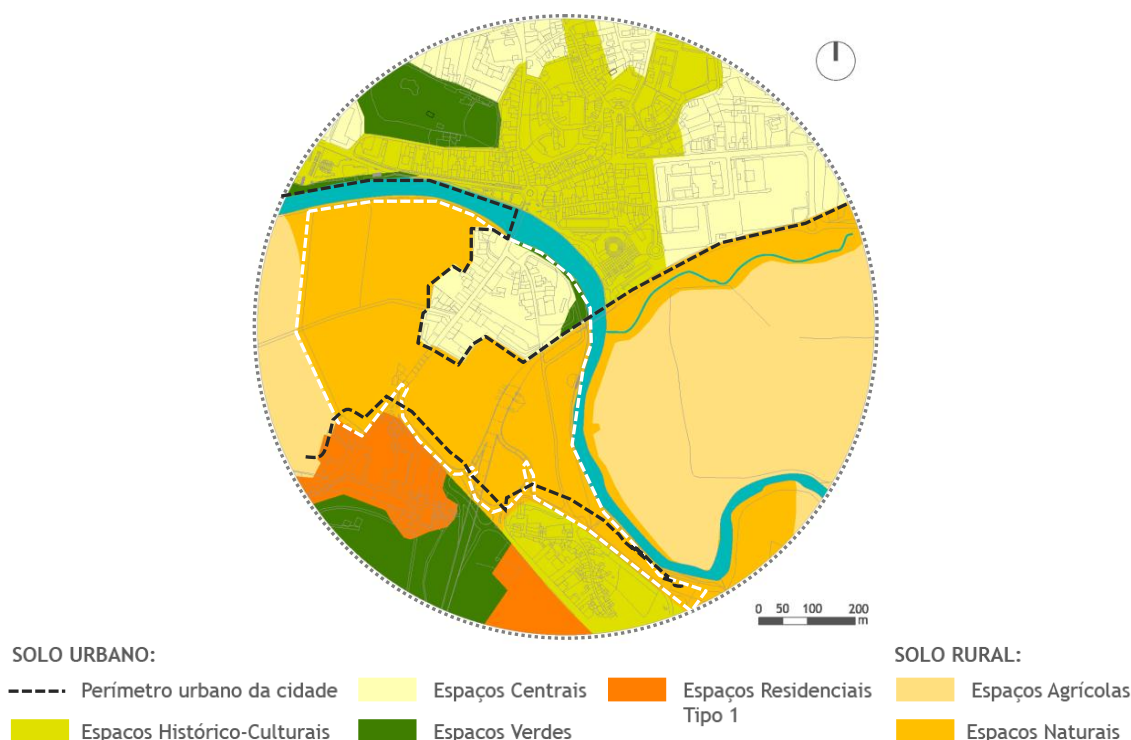 0 50 100 200
m
SOLO URBANO:
SOLO RURAL:
Perímetro urbano da cidade
Espaços Centrais
Espaços Residenciais
Tipo 1
Espaços Agrícolas
Espaços Histórico-Culturais
Espaços Verdes
Espaços Naturais